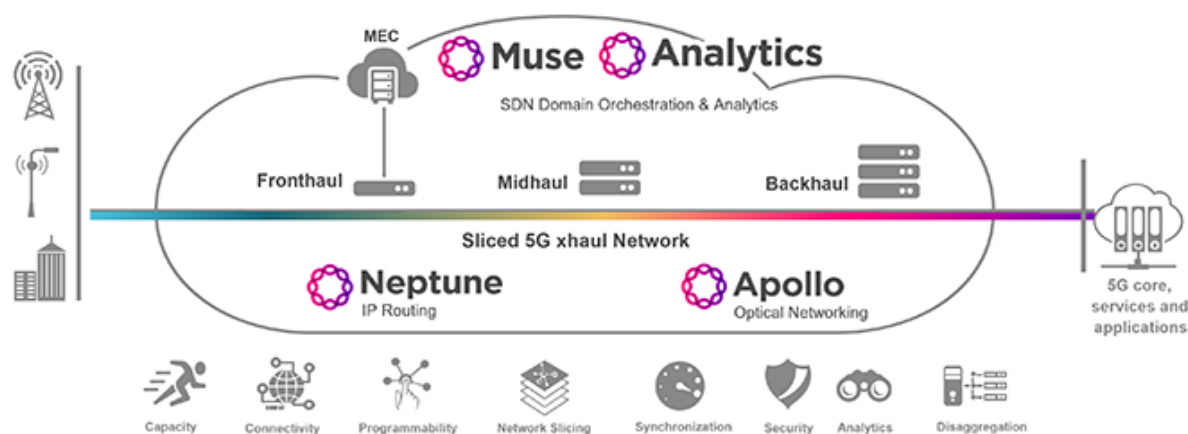 MEC
Muse
Analytics
SDN Domain Orchestration & Analytics
Fronthaul
Midhaul
Backhaul
Sliced 5G xhaul Network
Neptune
IP Routing
Apollo
Optical Networking
5G core,
services and
applications
Capacity
Connectivity
Programmability
Network Slicing
Synchronization
Security
Analytics
Disaggregation